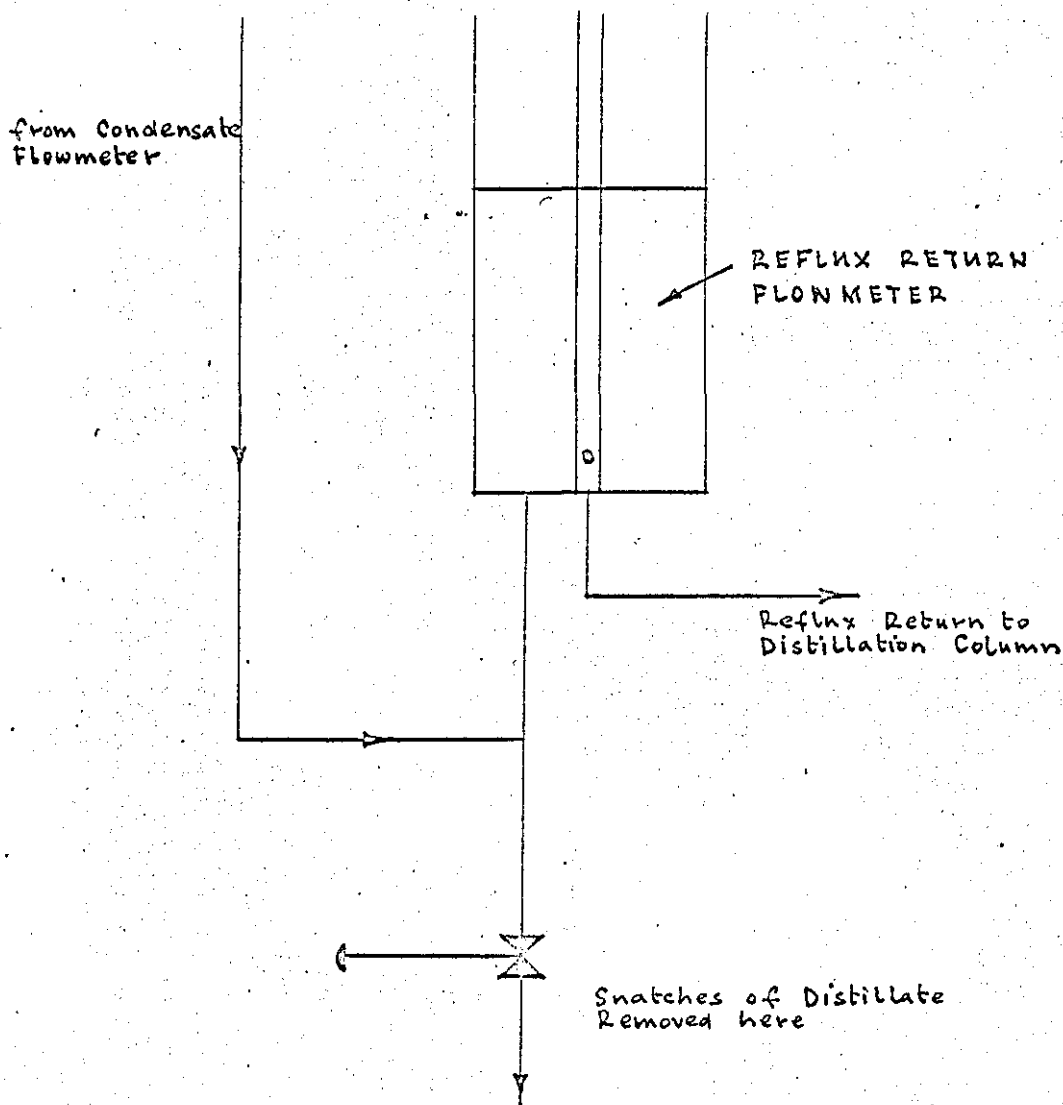 from Condensate
Flowmeter
REFLUX RETURN
FLOWMETER
Reflux Return to
Distillation Column
Snatches of Distillate
Removed here